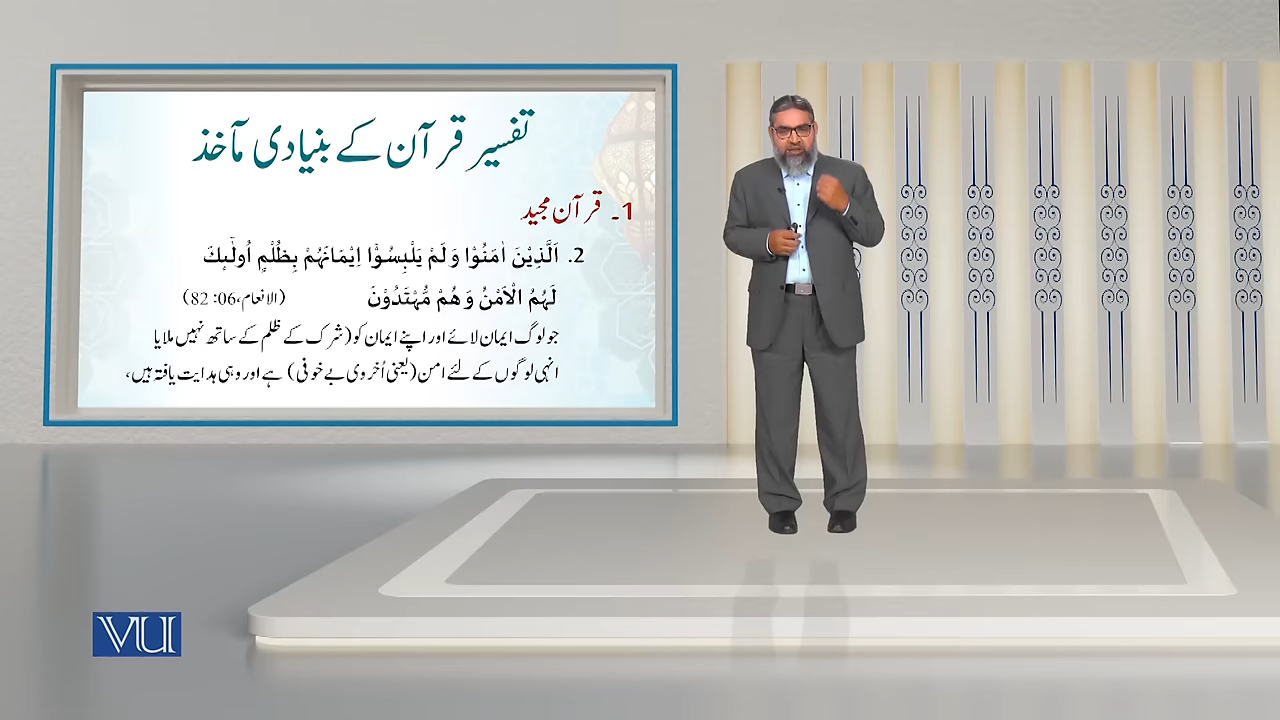 تفسیر قرآن کے بنیادی مآخذ
1۔ قرآن مجید
2. اَلَّذِیْنَ اٰمَنُوْا وَ لَمْ یَلْبِسُوْۤا اِیْمَانَهُمْ بِظُلْمٍ اُولٰٓىٕكَ
لَهُمُ الْاَمْنُ وَ هُمْ مُّهْتَدُوْنَ (الانعام،06: 82)
جو لوگ ایمان لائے اور اپنے ایمان کو (شرک کے ظلم کے ساتھ نہیں ملایا
انہی لوگوں کے لئے امن (یعنی اُخروی بے خوفی) ہے اور وہی ہدایت یافتہ ہیں،
VU